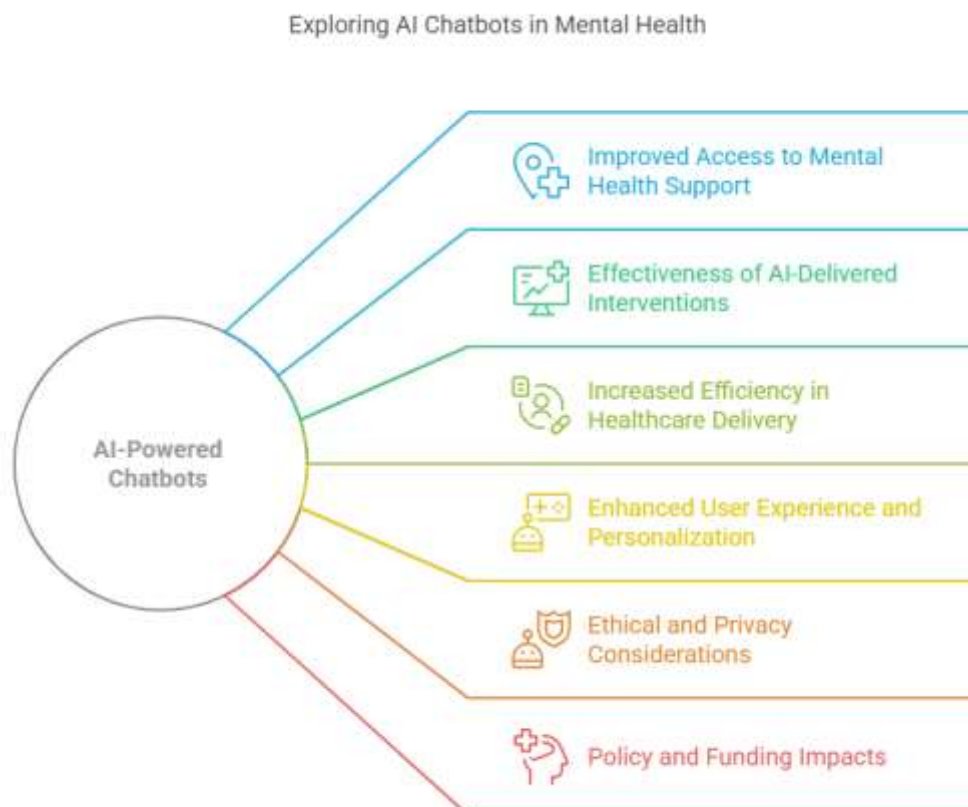 Exploring AI Chatbots in Mental Health
Improved Access to Mental
Health Support
Effectiveness of AI-Delivered
Interventions
Increased Efficiency in
Healthcare Delivery
AI-Powered
Chatbots
Enhanced User Experience and
Personalization
Ethical and Privacy
Considerations
Policy and Funding Impacts